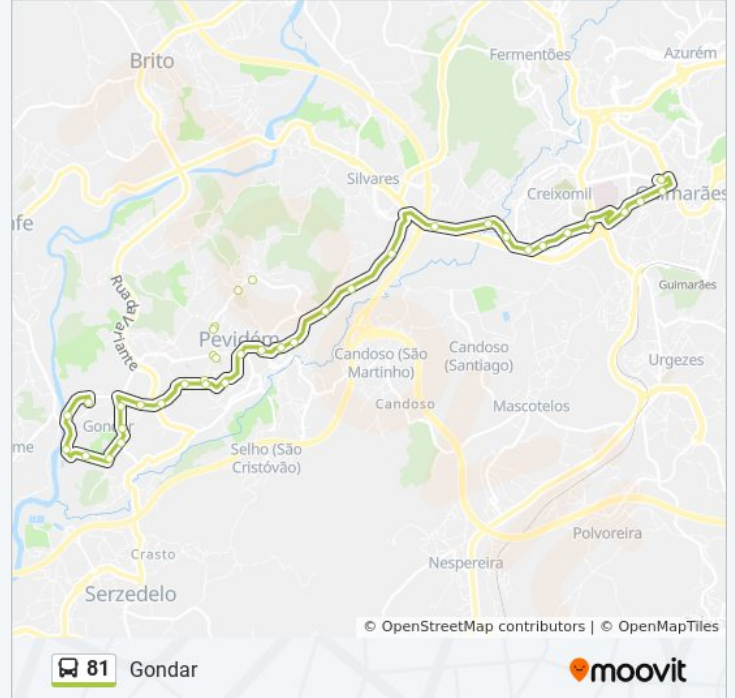 Brito
Fermentões
Azurém
Silvares
Creixomil
Guimarães
fe
Rua da Variante
Guimarães
Pevidém
Candoso (São
Martinho)
Candoso
(Santiago)
Urgezes
Candoso
Mascotelos
Gondar
me
Selho (São
Cristóvão)
Polvoreira
Crasto
Nespereira
Serzedelo
© OpenStreetMap contributors | © OpenMapTiles
81 Gondar
moovit